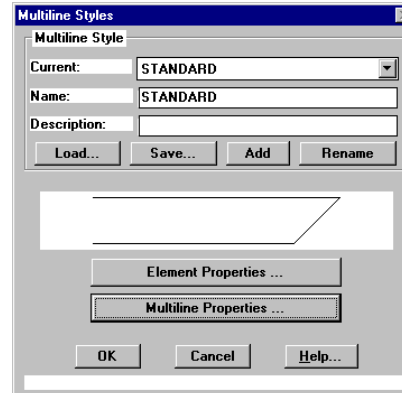 Multiline Styles
Multiline Style
Current: STANDARD
Name: STANDARD
Description:
Load... Save... Add Rename
Element Properties ...
Multiline Properties ...
OK Cancel Help...